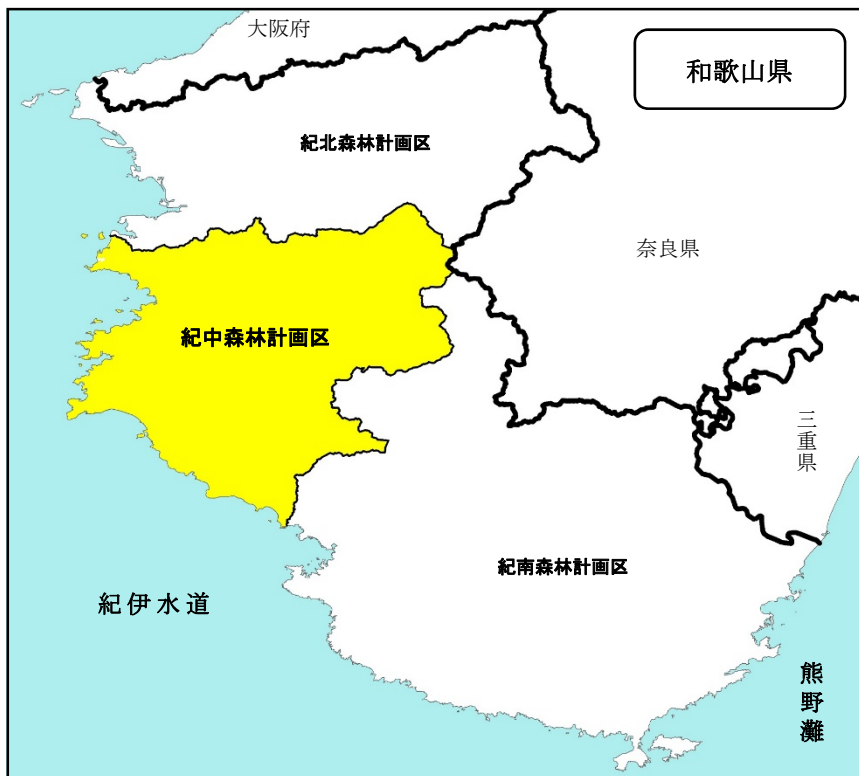 大阪府
和歌山県
紀北森林計画区
奈良県
紀中森林計画区
三重県
紀南森林計画区
紀伊水道
熊野灘